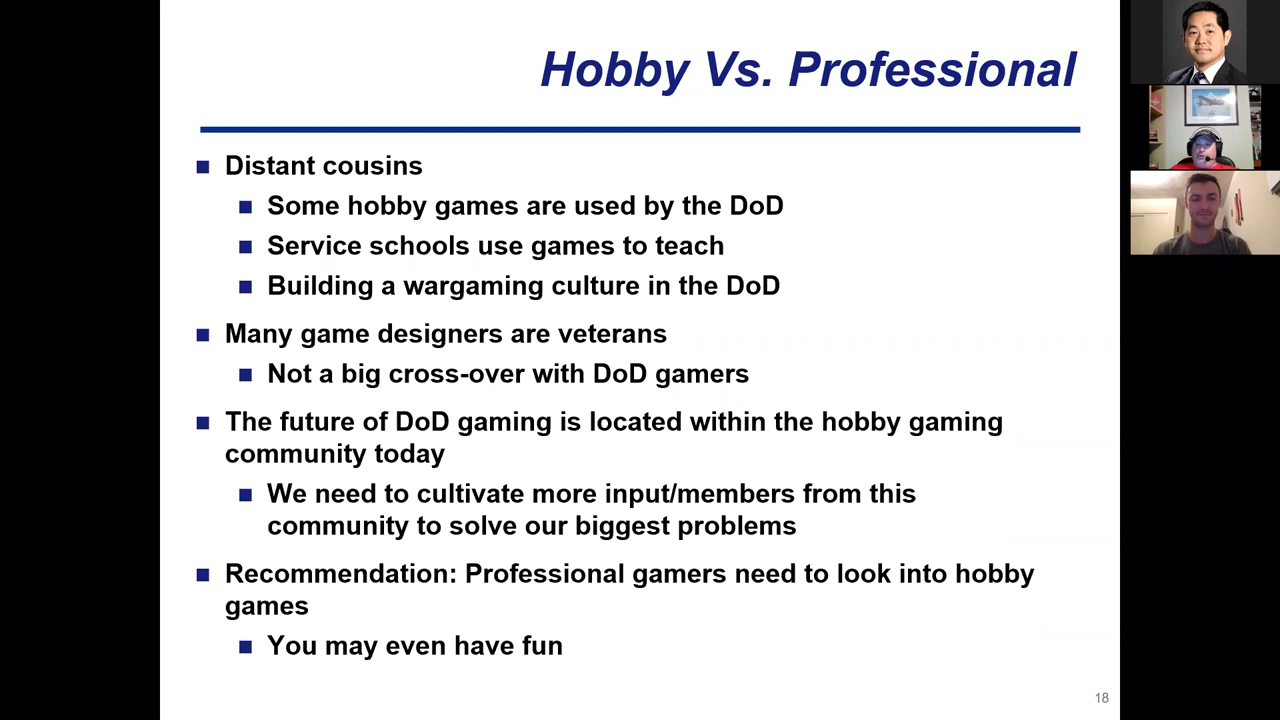 Hobby Vs. Professional
Distant cousins
Some hobby games are used by the DoD
Service schools use games to teach
Building a wargaming culture in the DoD
Many game designers are veterans
Not a big cross-over with DoD gamers
The future of DoD gaming is located within the hobby gaming
community today
We need to cultivate more input/members from this
community to solve our biggest problems
Recommendation: Professional gamers need to look into hobby
games
You may even have fun
18